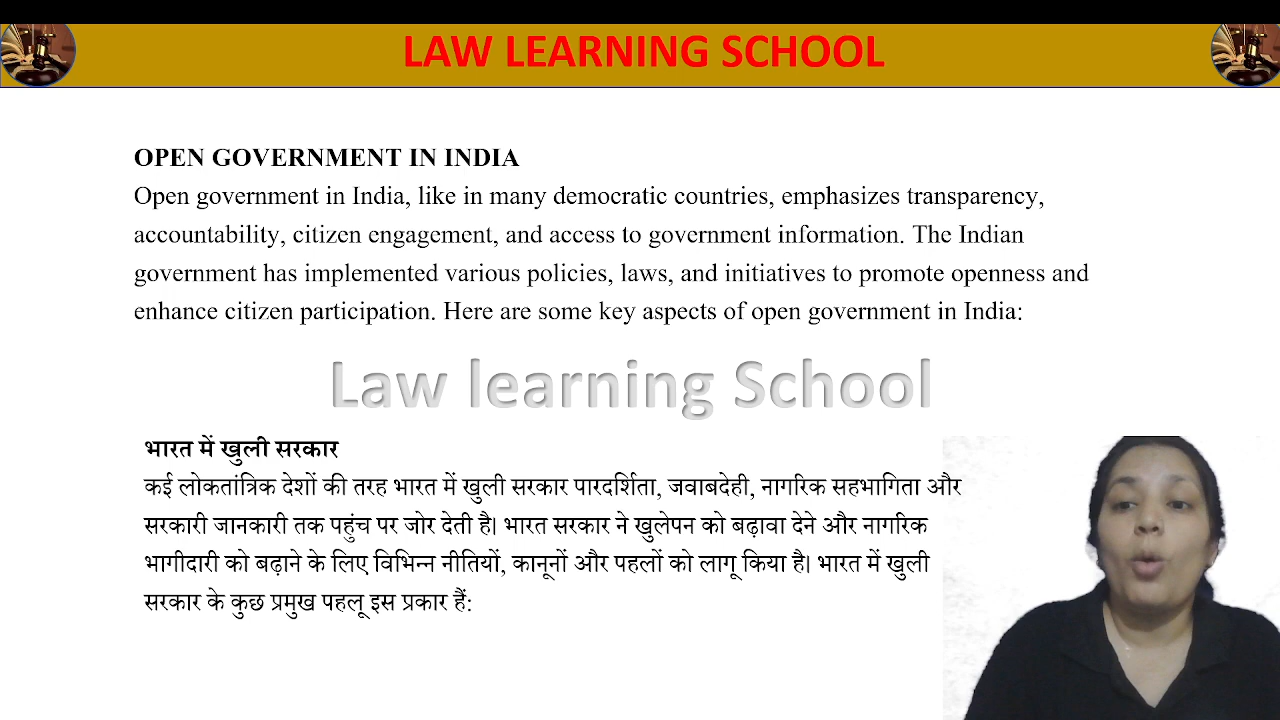 LAW LEARNING SCHOOL
OPEN GOVERNMENT IN INDIA
Open government in India, like in many democratic countries, emphasizes transparency,
accountability, citizen engagement, and access to government information. The Indian
government has implemented various policies, laws, and initiatives to promote openness and
enhance citizen participation. Here are some key aspects of open government in India:
Law learning School
भारत में खुली सरकार
कई लोकतांत्रिक देशों की तरह भारत में खुली सरकार पारदर्शिता, जवाबदेही, नागरिक सहभागिता और
सरकारी जानकारी तक पहुंच पर जोर देती है। भारत सरकार ने खुलेपन को बढ़ावा देने और नागरिक
भागीदारी को बढ़ाने के लिए विभिन्न नीतियों, कानूनों और पहलों को लागू किया है। भारत में खुली
सरकार के कुछ प्रमुख पहलू इस प्रकार हैं: